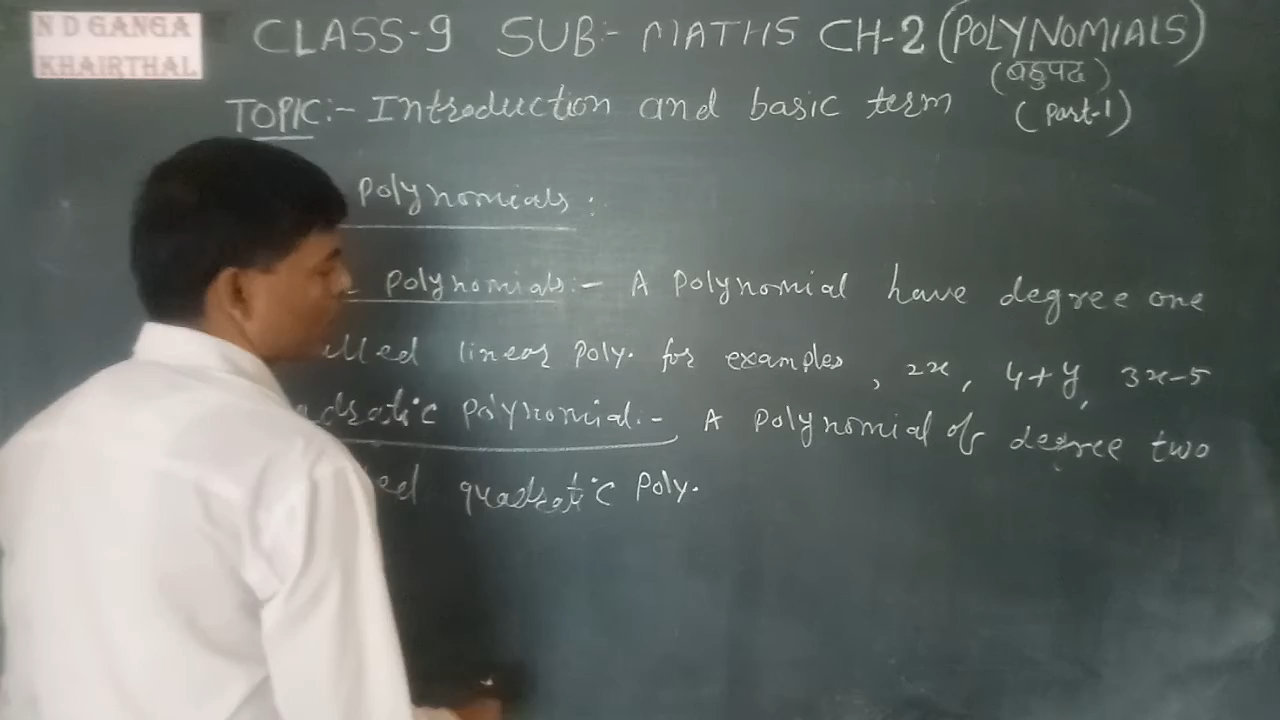 N D GANGA
KHAIRTHAL
CLASS-9 SUB:- MATHS CH-2 (POLYNOMIALS)
(बहुपद)
TOPIC:- Introduction and basic term (Part-1)
Polynomials:
Polynomials:- A Polynomial have degree one
linear Poly. for examples, 2x, 4+y, 3x-5
Polynomial:- A Polynomial of degree two
quadratic Poly.